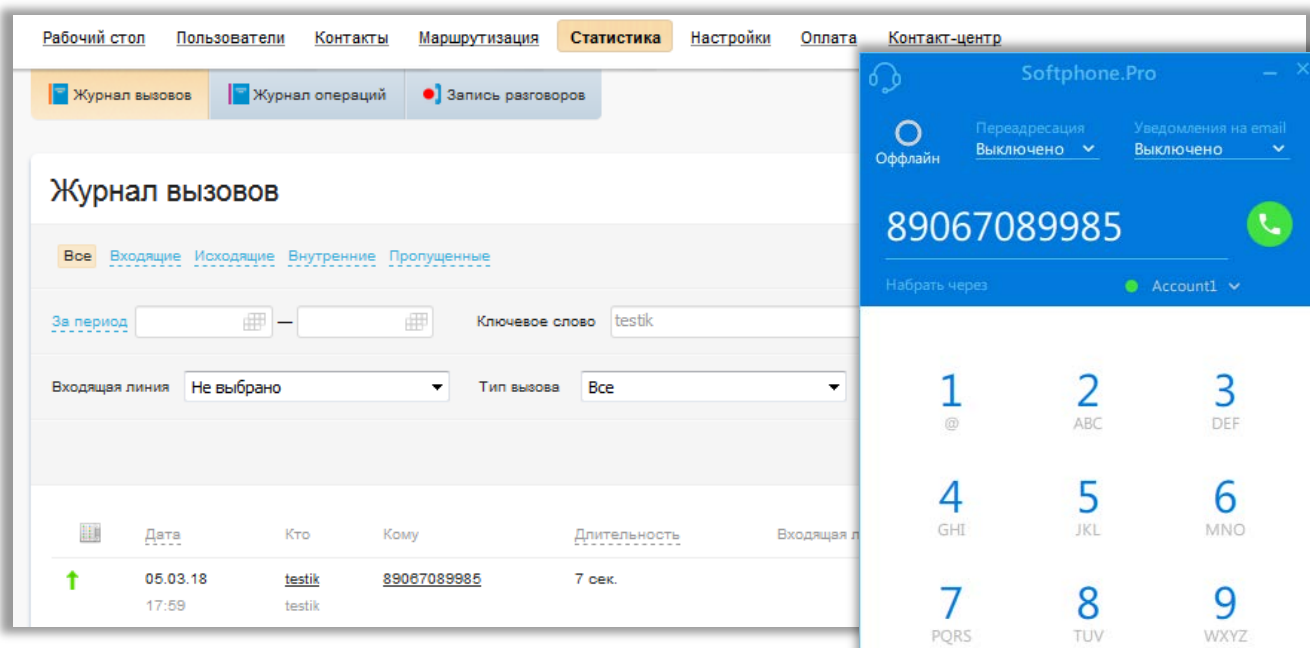 Рабочий стол Пользователи Контакты Маршрутизация Статистика Настройки Оплата Контакт-центр
Журнал вызовов Журнал операций Запись разговоров
Журнал вызовов
Все Входящие Исходящие Внутренние Пропущенные
За период — Ключевое слово testik
Входящая линия Не выбрано Тип вызова Все
Дата Кто Кому Длительность Входящая
05.03.18 testik 89067089985 7 сек.
17:59 testik
Softphone.Pro
Переадресация Уведомления на email
Оффлайн Выключено Выключено
89067089985
Набрать через Account1
1 2 3
@ ABC DEF
4 5 6
GHI JKL MNO
7 8 9
PQRS TUV WXYZ